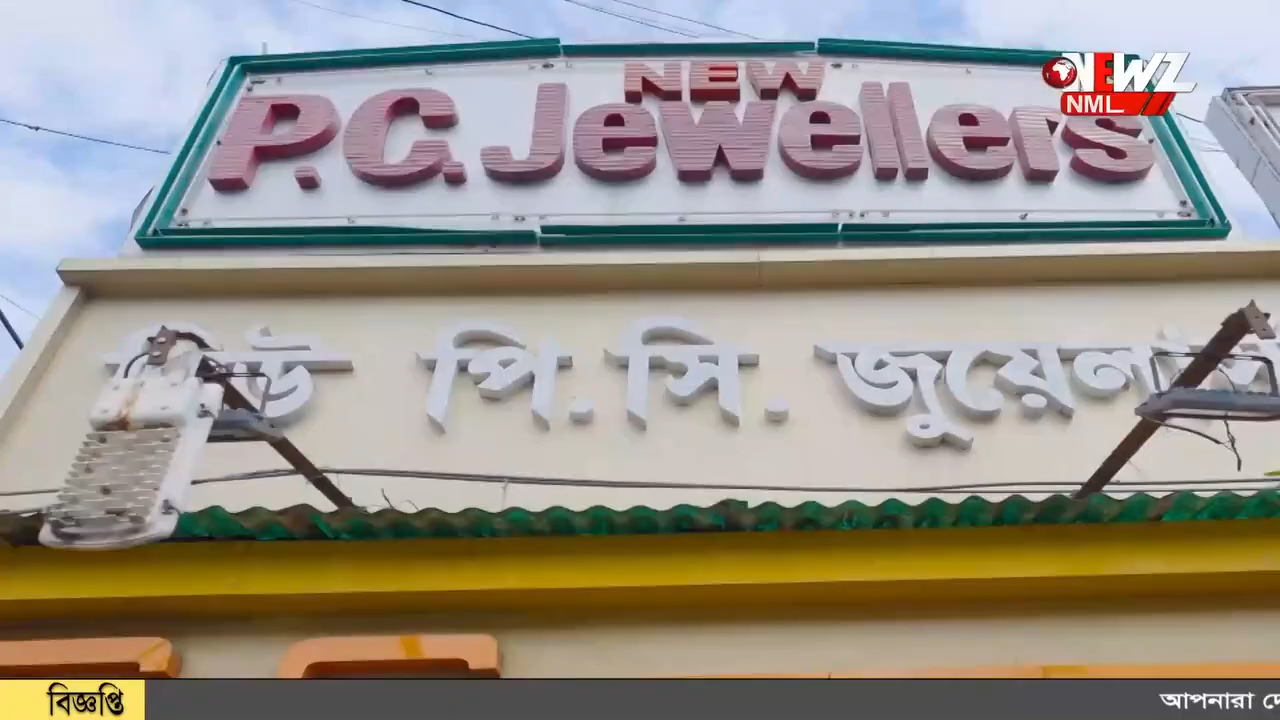 NEW
P.C. Jewellers
NEWZ
NML
নিউ পি.সি. জুয়েলার্স
বিজ্ঞপ্তি
আপনারা